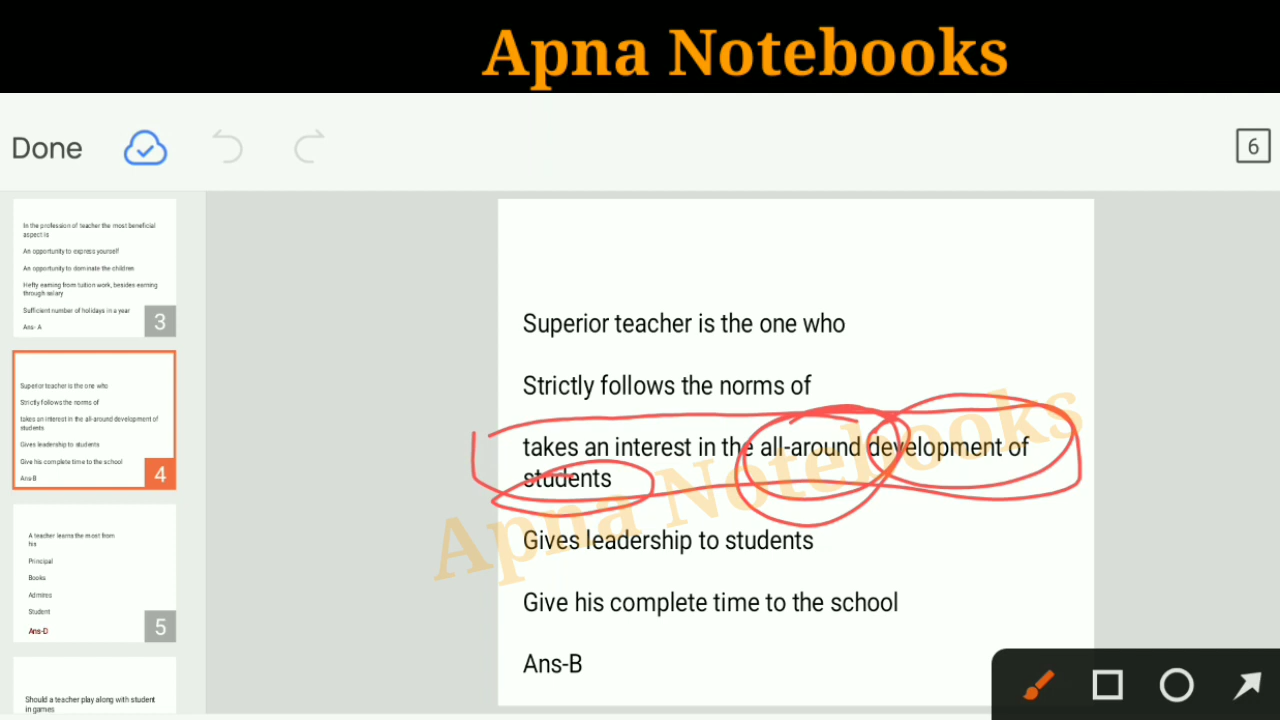 Apna Notebooks
Done
6
In the profession of teacher the most beneficial
aspect is
An opportunity to express yourself
An opportunity to dominate the children
Hefty earning from tuition work, besides earning
through salary
Sufficient number of holidays in a year
Ans- A
3
Superior teacher is the one who
Strictly follows the norms of
takes an interest in the all-around development of
students
Gives leadership to students
Give his complete time to the school
Ans-B
4
A teacher learns the most from
his
Principal
Books
Admires
Student
Ans-D
5
Should a teacher play along with student
in games
Superior teacher is the one who
Strictly follows the norms of
takes an interest in the all-around development of
students
Gives leadership to students
Give his complete time to the school
Ans-B
Apna Notebooks